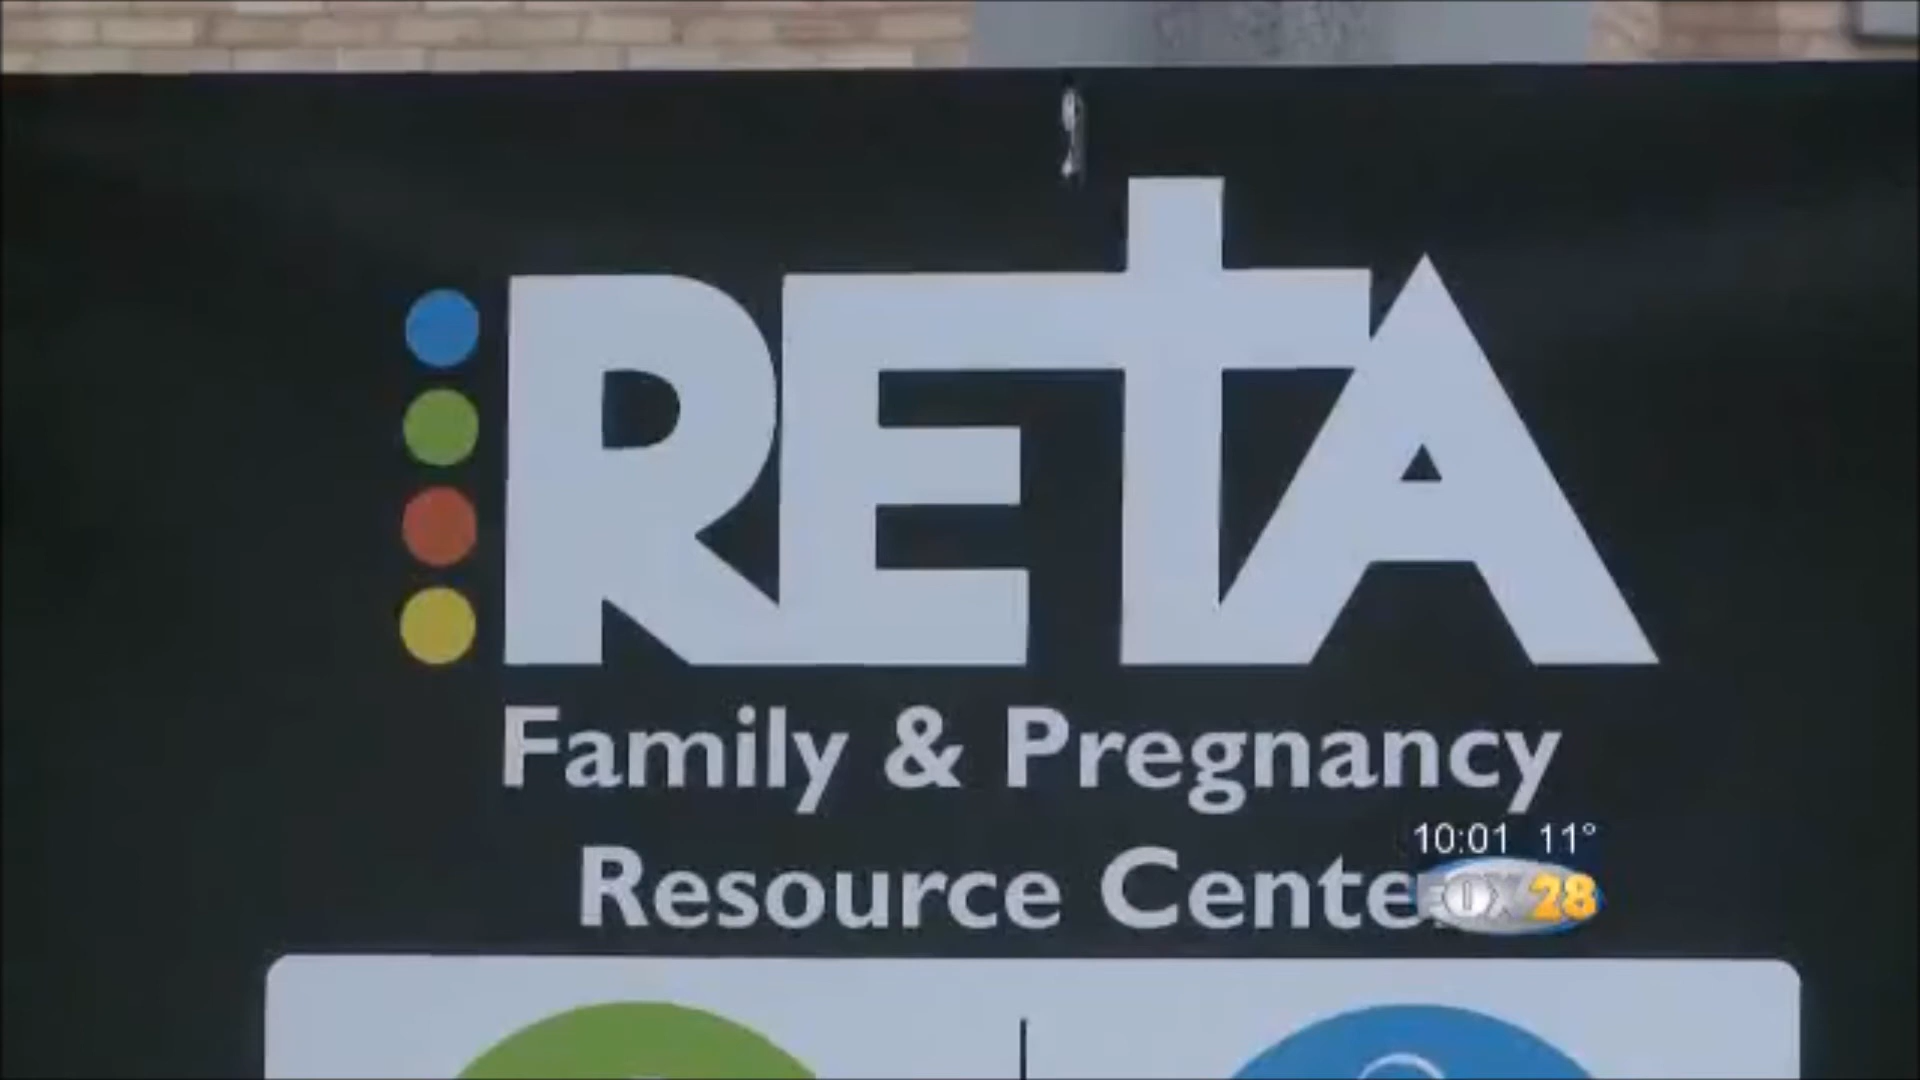 RETA
Family & Pregnancy
Resource Center
10:01 11°
FOX 28